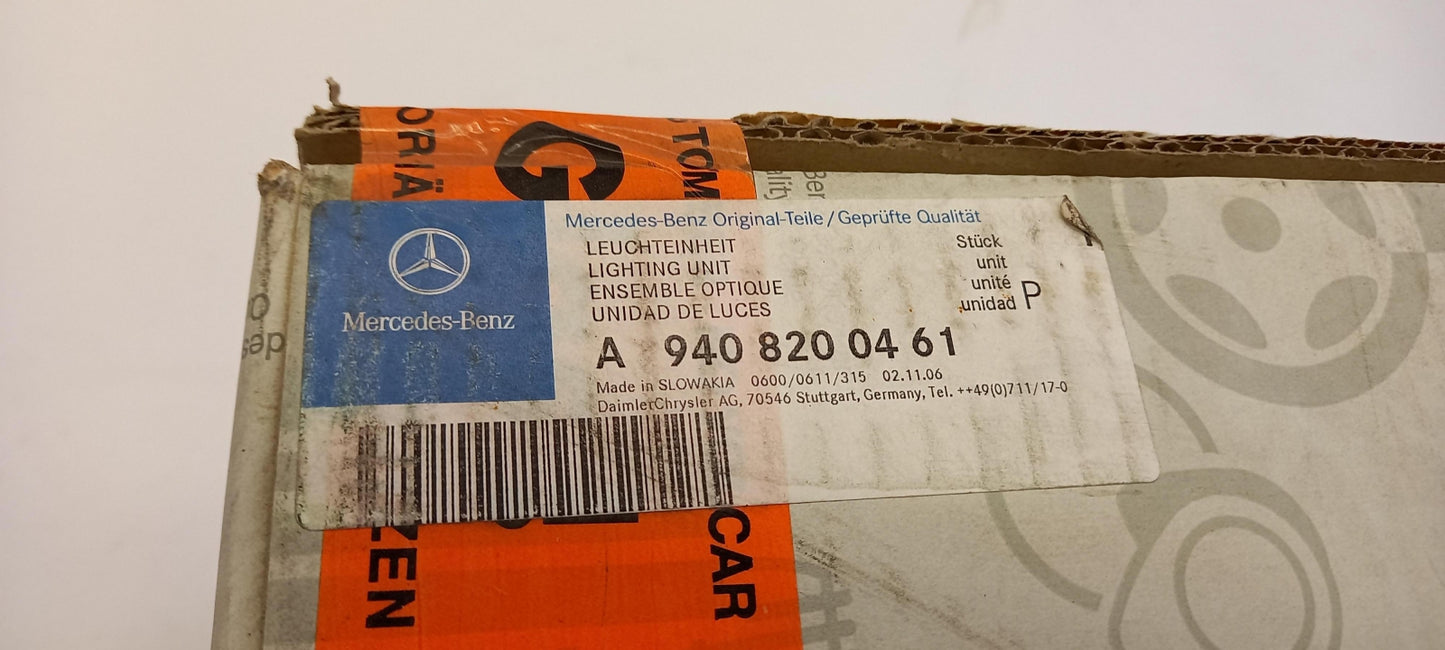 ORIÄ
G
TOM
Mercedes-Benz
Mercedes-Benz Original-Teile/Geprüfte Qualität
LEUCHTEINHEIT
LIGHTING UNIT
ENSEMBLE OPTIQUE
UNIDAD DE LUCES
Stück
unit
unité
unidad P
A 940 820 04 61
Made in SLOWAKIA 0600/0611/315 02.11.06
DaimlerChrysler AG, 70546 Stuttgart, Germany, Tel. ++49(0)711/17-0
ZEN
CAR